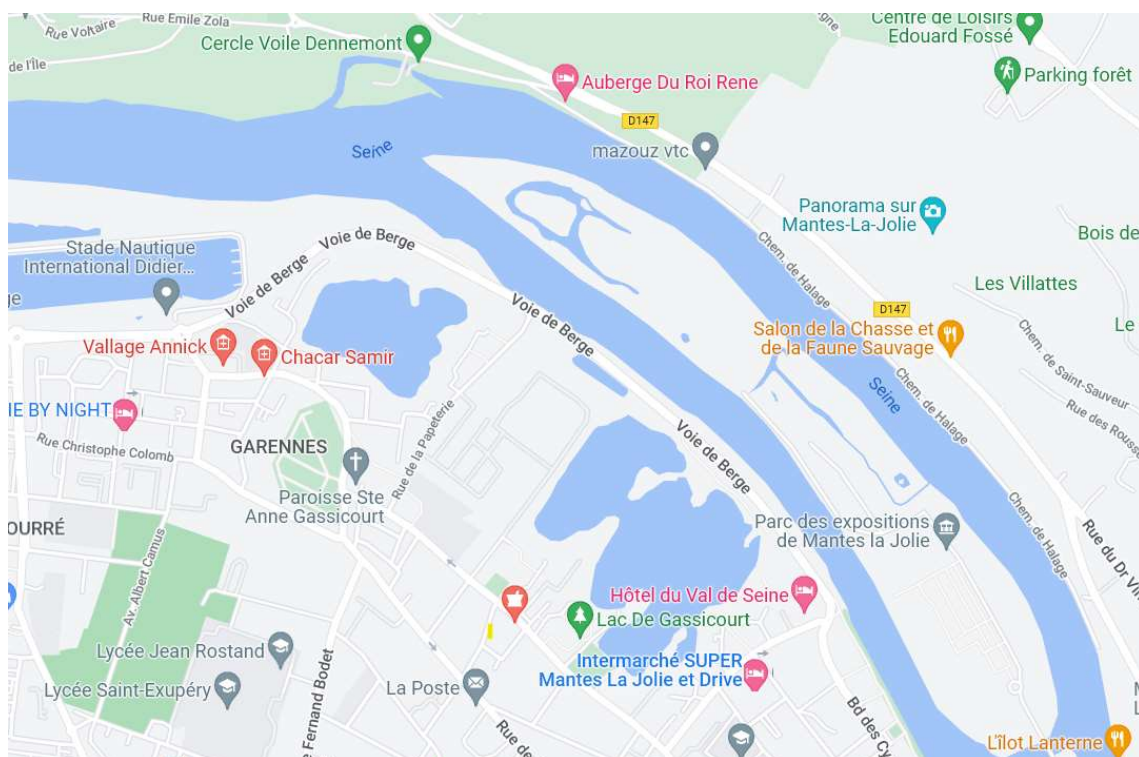 Rue Voltaire
Rue Emile Zola
de l'Île
Cercle Voile Dennemont
Centre de Loisirs
Edouard Fossé
Parking forêt
Auberge Du Roi Rene
D147
mazouz vtc
Seine
Panorama sur
Mantes-La-Jolie
Bois de
Stade Nautique
International Didier...
Voie de Berge
Voie de Berge
Voie de Berge
Chem. de Halage
Les Villattes
D147
Le
Salon de la Chasse et
de la Faune Sauvage
Chem. de Saint-Sauveur
Vallage Annick
Chacar Samir
Seine
Chem. de Halage
IE BY NIGHT
Rue Christophe Colomb
GARENNES
Rue de la Papeterie
Voie de Berge
Rue des Rouss
Paroisse Ste
Anne Gassicourt
OURRÉ
Parc des expositions
de Mantes la Jolie
Chem. de Halage
Rue du Dr Vin
Av. Albert Camus
Hôtel du Val de Seine
Lac De Gassicourt
Lycée Jean Rostand
Lycée Saint-Exupéry
La Poste
Intermarché SUPER
Mantes La Jolie et Drive
Fernand Bodet
Rue de
Bd des Cy
L'îlot Lanterne